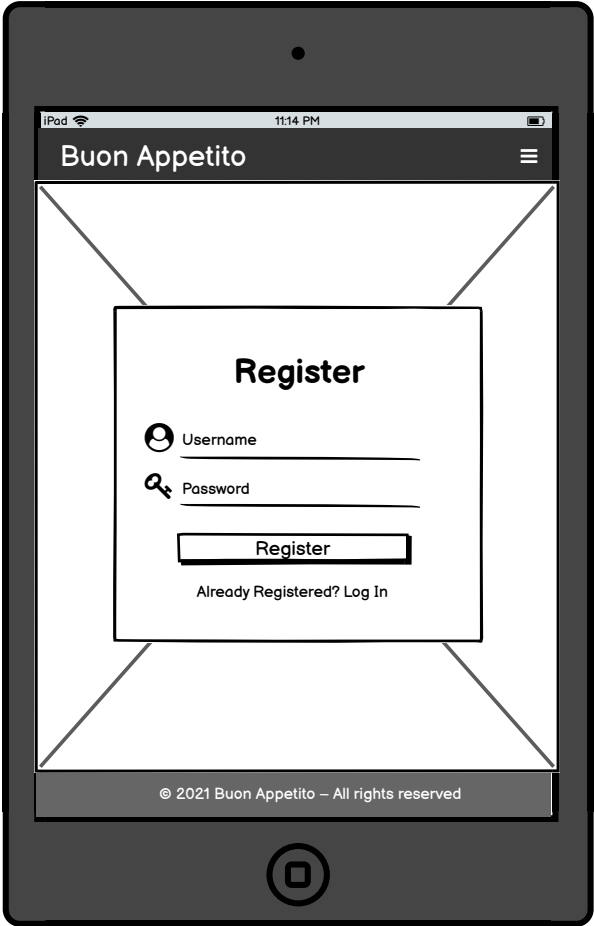 iPad
11:14 PM
Buon Appetito
Register
Username
Password
Register
Already Registered? Log In
© 2021 Buon Appetito – All rights reserved